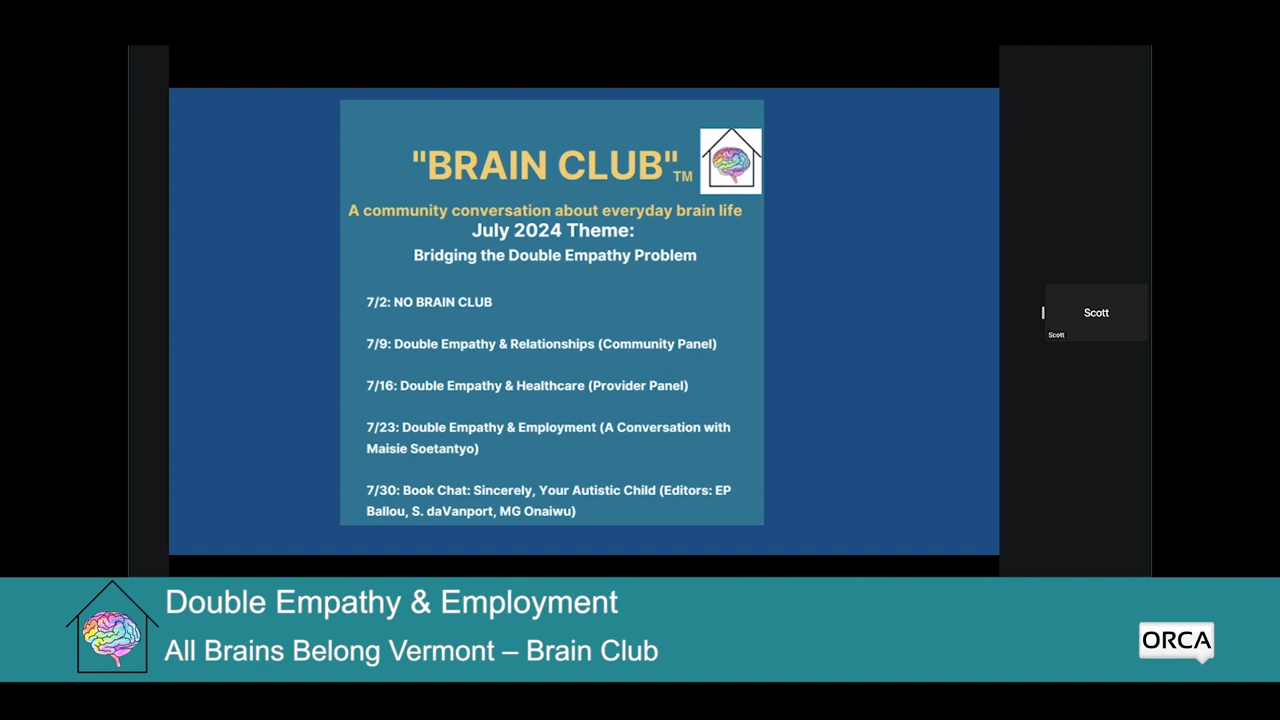 "BRAIN CLUB"TM
A community conversation about everyday brain life
July 2024 Theme:
Bridging the Double Empathy Problem
7/2: NO BRAIN CLUB
7/9: Double Empathy & Relationships (Community Panel)
7/16: Double Empathy & Healthcare (Provider Panel)
7/23: Double Empathy & Employment (A Conversation with
Maisie Soetantyo)
7/30: Book Chat: Sincerely, Your Autistic Child (Editors: EP
Ballou, S. daVanport, MG Onaiwu)
Scott
Scott
Double Empathy & Employment
All Brains Belong Vermont – Brain Club
ORCA